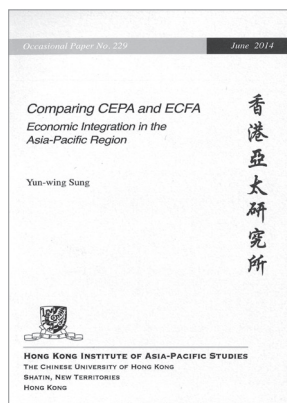 Occasional Paper No. 229
June 2014
Comparing CEPA and ECFA
Economic Integration in the
Asia-Pacific Region
Yun-wing Sung
香港亞太研究所
HONG KONG INSTITUTE OF ASIA-PACIFIC STUDIES
THE CHINESE UNIVERSITY OF HONG KONG
SHATIN, NEW TERRITORIES
HONG KONG